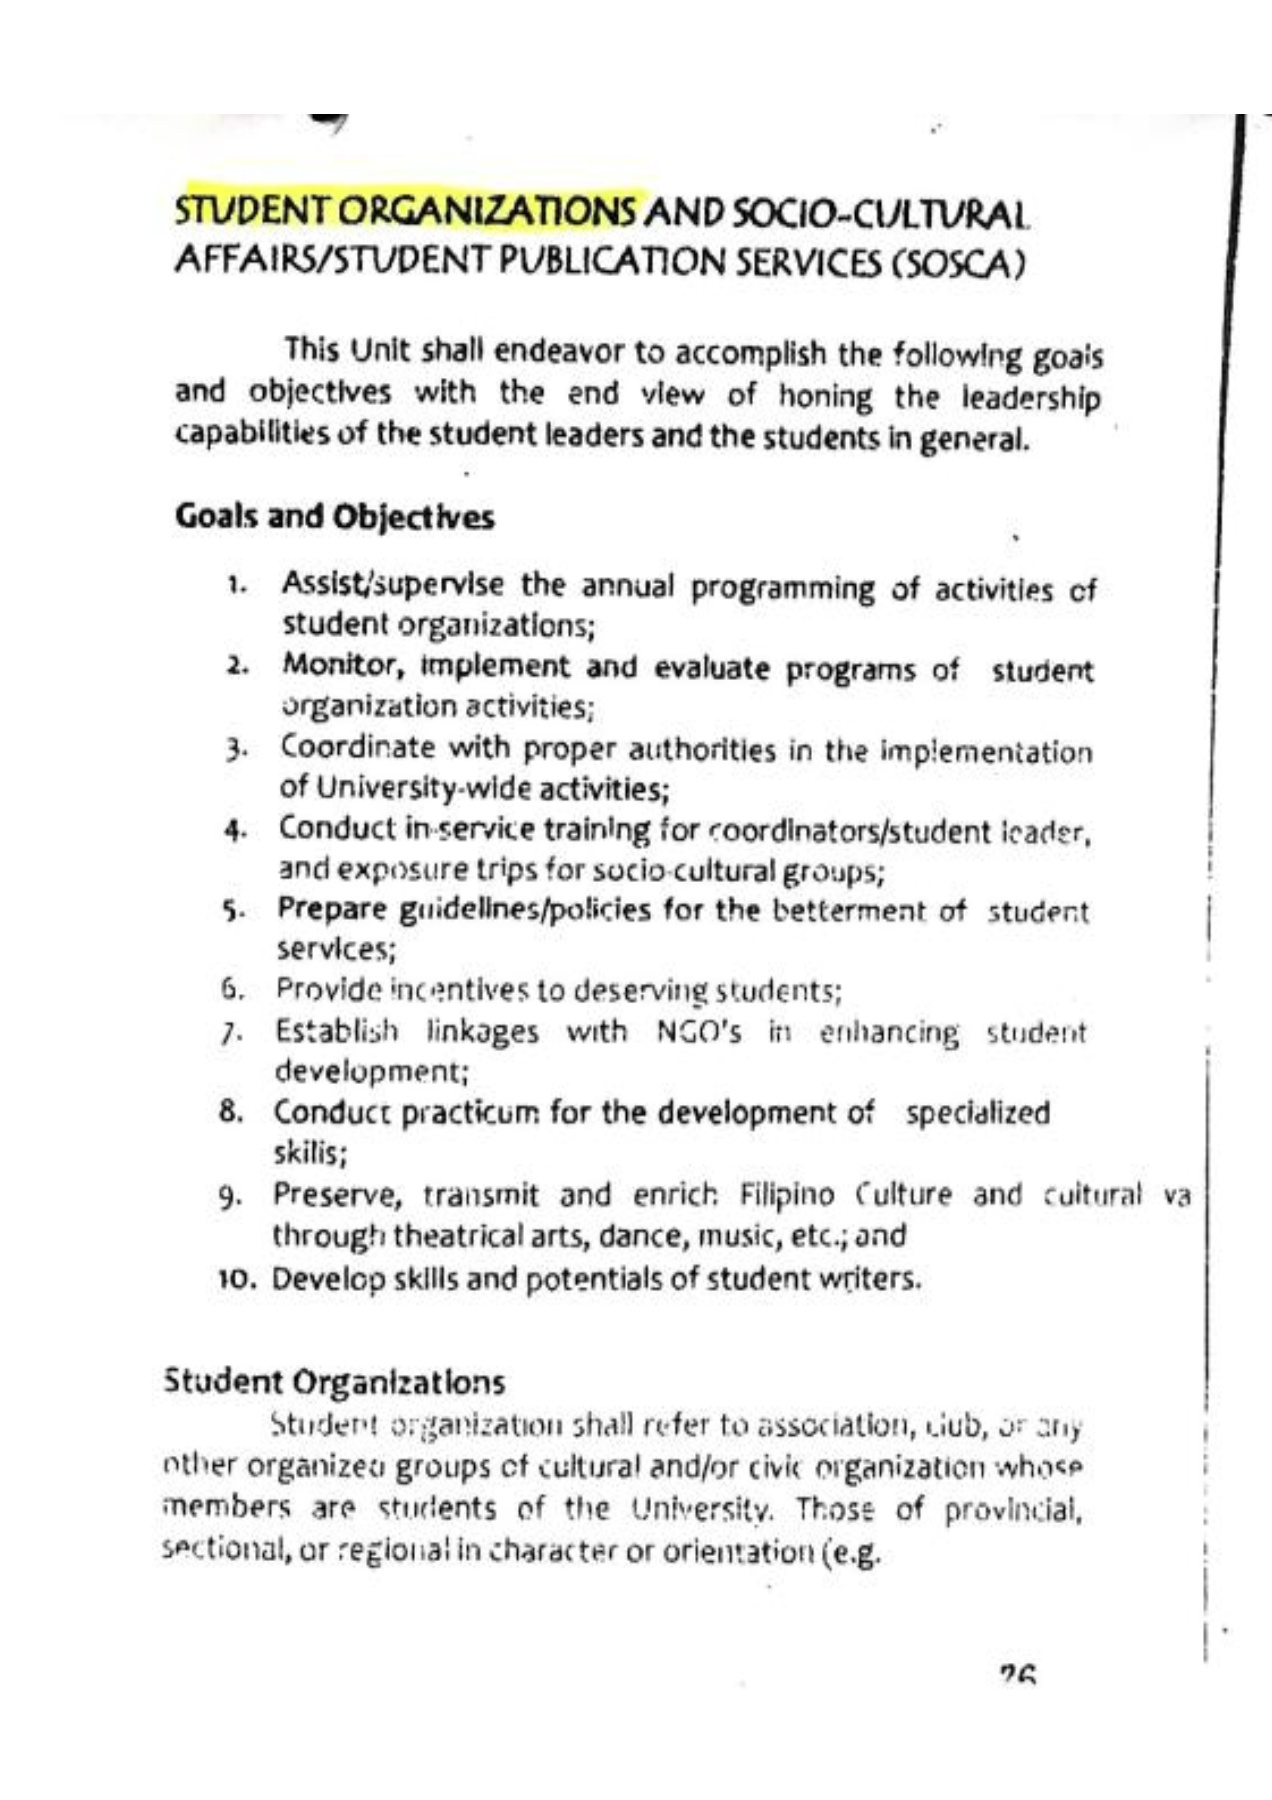 STUDENT ORGANIZATIONS AND SOCIO-CULTURAL
AFFAIRS/STUDENT PUBLICATION SERVICES (SOSCA)
This Unit shall endeavor to accomplish the following goals
and objectives with the end view of honing the leadership
capabilities of the student leaders and the students in general.
Goals and Objectives
1. Assist/supervise the annual programming of activities of
student organizations;
2. Monitor, implement and evaluate programs of student
organization activities;
3. Coordinate with proper authorities in the implementation
of University-wide activities;
4. Conduct in-service training for coordinators/student leader,
and exposure trips for socio-cultural groups;
5. Prepare guidelines/policies for the betterment of student
services;
6. Provide incentives to deserving students;
7. Establish linkages with NGO's in enhancing student
development;
8. Conduct practicum for the development of specialized
skills;
9. Preserve, transmit and enrich Filipino Culture and cultural va
through theatrical arts, dance, music, etc.; and
10. Develop skills and potentials of student writers.
Student Organizations
Student organization shall refer to association, club, or any
other organized groups of cultural and/or civic organization whose
members are students of the University. Those of provincial,
sectional, or regional in character or orientation (e.g.